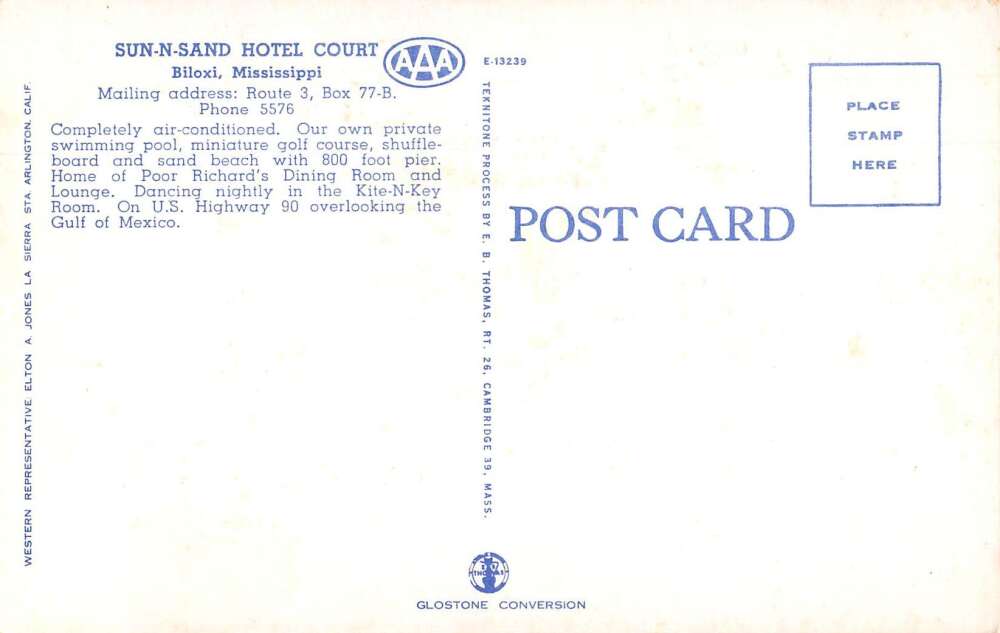 SUN-N-SAND HOTEL COURT
Biloxi, Mississippi
Mailing address: Route 3, Box 77-B.
Phone 5576
AAA
Completely air-conditioned. Our own private
swimming pool, miniature golf course, shuffle-
board and sand beach with 800 foot pier.
Home of Poor Richard's Dining Room and
Lounge. Dancing nightly in the Kite-N-Key
Room. On U.S. Highway 90 overlooking the
Gulf of Mexico.
WESTERN REPRESENTATIVE ELTON A. JONES LA SIERRA STA. ARLINGTON, CALIF.
E-13239
TEKNITONE PROCESS BY E. B. THOMAS, RT. 26, CAMBRIDGE 39, MASS.
POST CARD
PLACE
STAMP
HERE
THOMAS
GLOSTONE CONVERSION